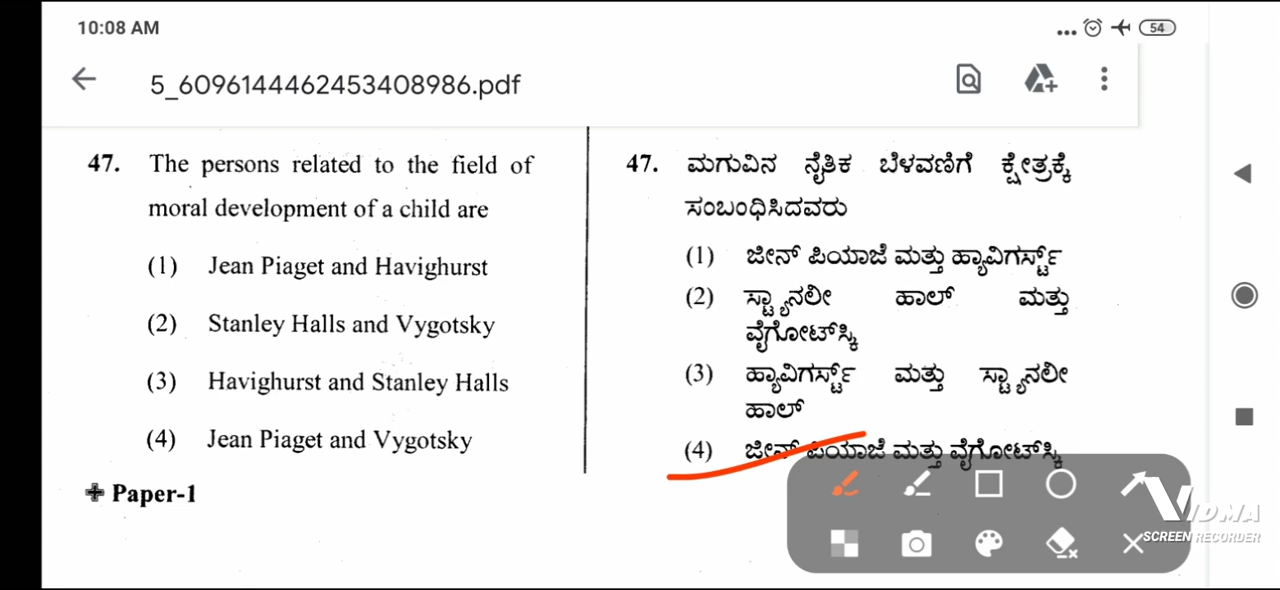 10:08 AM
54
5_6096144462453408986.pdf
47. The persons related to the field of
moral development of a child are
(1) Jean Piaget and Havighurst
(2) Stanley Halls and Vygotsky
(3) Havighurst and Stanley Halls
(4) Jean Piaget and Vygotsky
Paper-1
47. ಮಗುವಿನ ನೈತಿಕ ಬೆಳವಣಿಗೆ ಕ್ಷೇತ್ರಕ್ಕೆ
ಸಂಬಂಧಿಸಿದವರು
(1) ಜೀನ್ ಪಿಯಾಜೆ ಮತ್ತು ಹ್ಯಾವಿಗರ್ಸ್ಟ್
(2) ಸ್ಟ್ಯಾನಲೀ ಹಾಲ್ ಮತ್ತು
ವೈಗೋಟ್‌ಸ್ಕಿ
(3) ಹ್ಯಾವಿಗರ್ಸ್ಟ್ ಮತ್ತು ಸ್ಟ್ಯಾನಲೀ
ಹಾಲ್
(4) ಜೀನ್ ಪಿಯಾಜೆ ಮತ್ತು ವೈಗೋಟ್‌ಸ್ಕಿ
VIDMA
SCREEN RECORDER